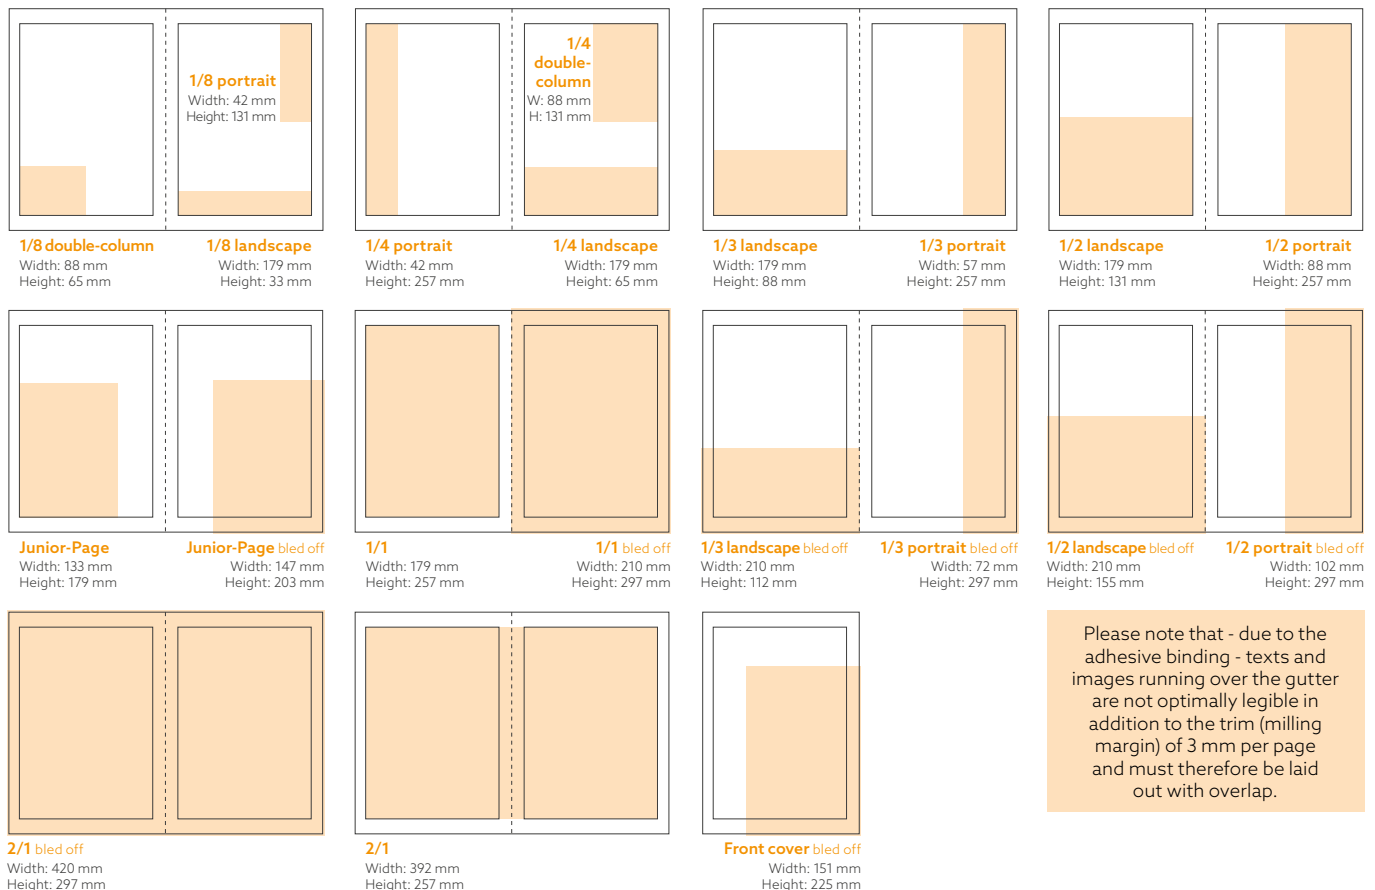 1/8 portrait
Width: 42 mm
Height: 131 mm
1/8 double-column
Width: 88 mm
Height: 65 mm
1/8 landscape
Width: 179 mm
Height: 33 mm
1/4
double-
column
W: 88 mm
H: 131 mm
1/4 portrait
Width: 42 mm
Height: 257 mm
1/4 landscape
Width: 179 mm
Height: 65 mm
1/3 landscape
Width: 179 mm
Height: 88 mm
1/3 portrait
Width: 57 mm
Height: 257 mm
1/2 landscape
Width: 179 mm
Height: 131 mm
1/2 portrait
Width: 88 mm
Height: 257 mm
Junior-Page
Width: 133 mm
Height: 179 mm
Junior-Page bled off
Width: 147 mm
Height: 203 mm
1/1
Width: 179 mm
Height: 257 mm
1/1 bled off
Width: 210 mm
Height: 297 mm
1/3 landscape bled off
Width: 210 mm
Height: 112 mm
1/3 portrait bled off
Width: 72 mm
Height: 297 mm
1/2 landscape bled off
Width: 210 mm
Height: 155 mm
1/2 portrait bled off
Width: 102 mm
Height: 297 mm
2/1 bled off
Width: 420 mm
Height: 297 mm
2/1
Width: 392 mm
Height: 257 mm
Front cover bled off
Width: 151 mm
Height: 225 mm
Please note that - due to the
adhesive binding - texts and
images running over the gutter
are not optimally legible in
addition to the trim (milling
margin) of 3 mm per page
and must therefore be laid
out with overlap.